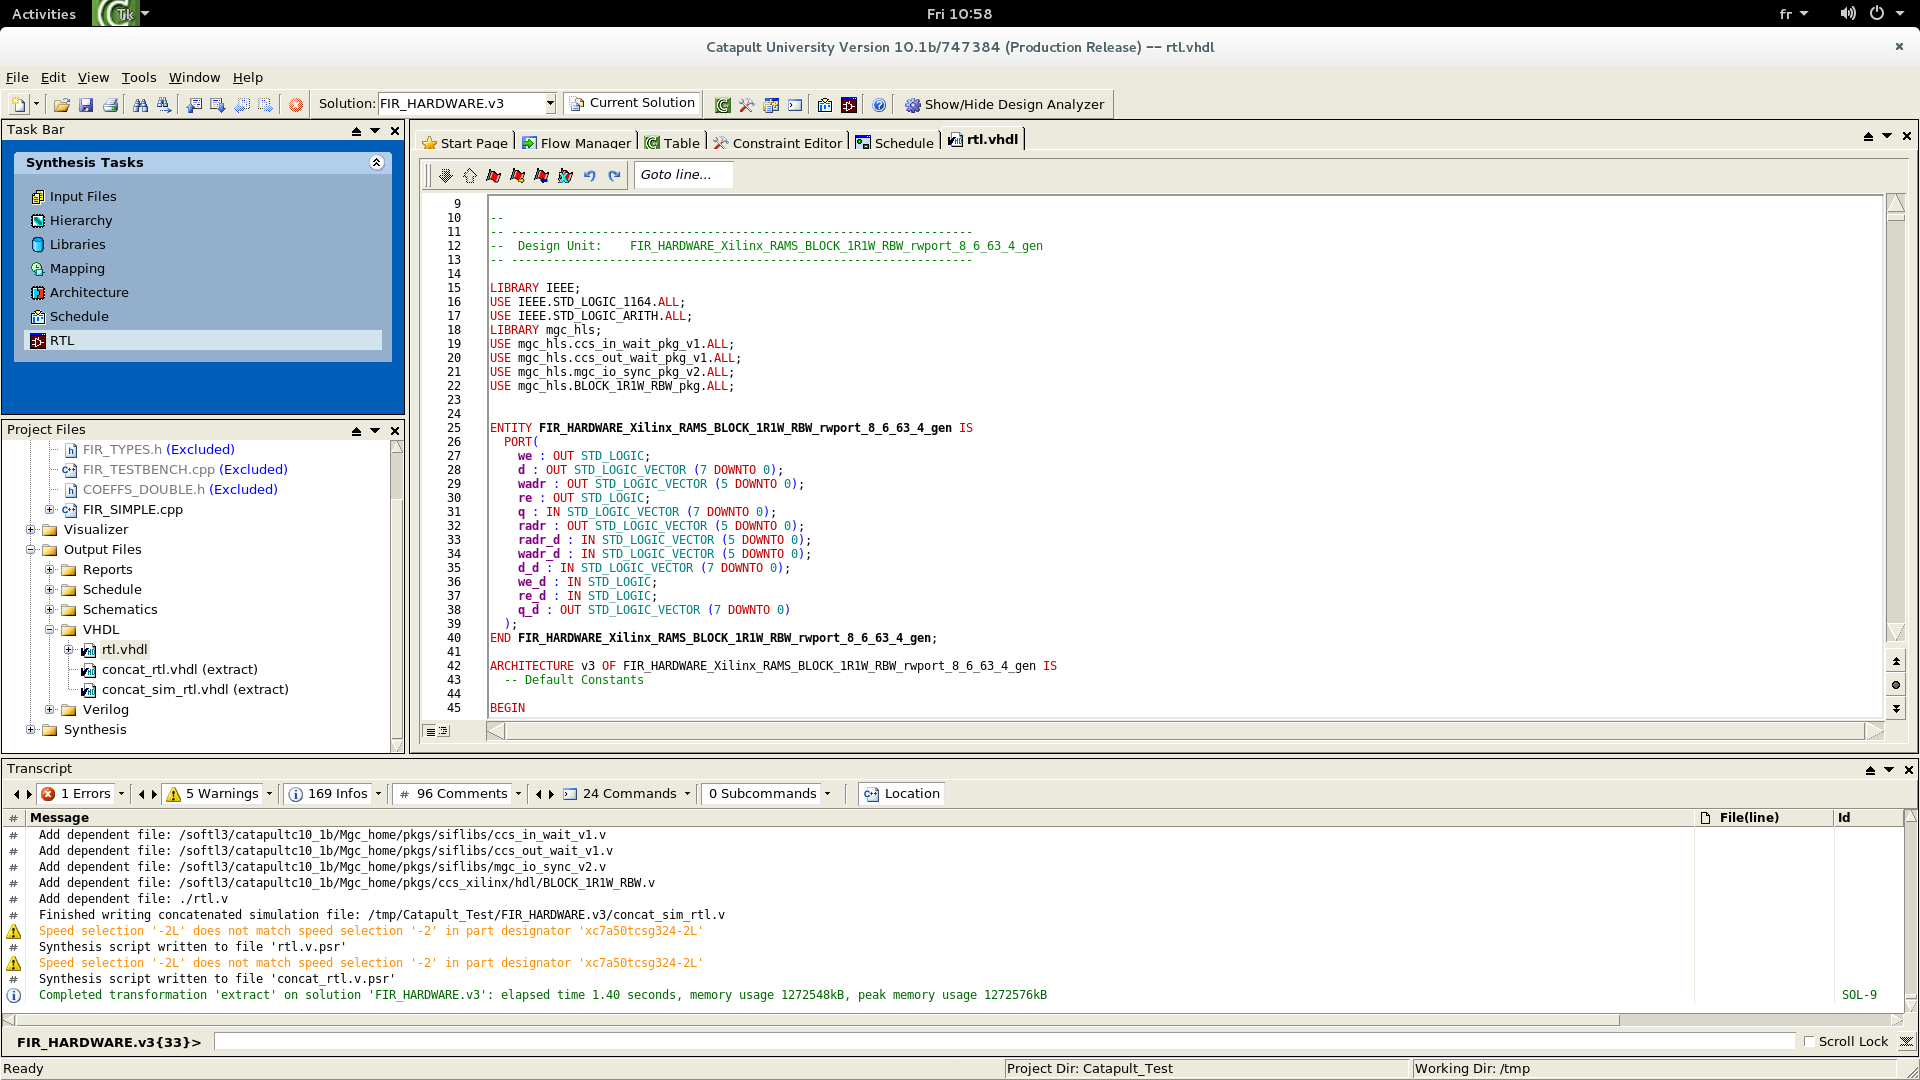 Activities Tk Fri 10:58 fr
Catapult University Version 10.1b/747384 (Production Release) -- rtl.vhdl
File Edit View Tools Window Help
Solution: FIR_HARDWARE.v3 Current Solution Show/Hide Design Analyzer
Task Bar
Synthesis Tasks
Input Files
Hierarchy
Libraries
Mapping
Architecture
Schedule
RTL
Project Files
FIR_TYPES.h (Excluded)
FIR_TESTBENCH.cpp (Excluded)
COEFFS_DOUBLE.h (Excluded)
FIR_SIMPLE.cpp
Visualizer
Output Files
Reports
Schedule
Schematics
VHDL
rtl.vhdl
concat_rtl.vhdl (extract)
concat_sim_rtl.vhdl (extract)
Verilog
Synthesis
Start Page Flow Manager Table Constraint Editor Schedule rtl.vhdl
Goto line...
9
10 --
11 -- ------------------------------------------------------------------
12 --  Design Unit:    FIR_HARDWARE_Xilinx_RAMS_BLOCK_1R1W_RBW_rwport_8_6_63_4_gen
13 -- ------------------------------------------------------------------
14
15 LIBRARY IEEE;
16 USE IEEE.STD_LOGIC_1164.ALL;
17 USE IEEE.STD_LOGIC_ARITH.ALL;
18 LIBRARY mgc_hls;
19 USE mgc_hls.ccs_in_wait_pkg_v1.ALL;
20 USE mgc_hls.ccs_out_wait_pkg_v1.ALL;
21 USE mgc_hls.mgc_io_sync_pkg_v2.ALL;
22 USE mgc_hls.BLOCK_1R1W_RBW_pkg.ALL;
23
24
25 ENTITY FIR_HARDWARE_Xilinx_RAMS_BLOCK_1R1W_RBW_rwport_8_6_63_4_gen IS
26 PORT(
27 we : OUT STD_LOGIC;
28 d : OUT STD_LOGIC_VECTOR (7 DOWNTO 0);
29 wadr : OUT STD_LOGIC_VECTOR (5 DOWNTO 0);
30 re : OUT STD_LOGIC;
31 q : IN STD_LOGIC_VECTOR (7 DOWNTO 0);
32 radr : OUT STD_LOGIC_VECTOR (5 DOWNTO 0);
33 radr_d : IN STD_LOGIC_VECTOR (5 DOWNTO 0);
34 wadr_d : IN STD_LOGIC_VECTOR (5 DOWNTO 0);
35 d_d : IN STD_LOGIC_VECTOR (7 DOWNTO 0);
36 we_d : IN STD_LOGIC;
37 re_d : IN STD_LOGIC;
38 q_d : OUT STD_LOGIC_VECTOR (7 DOWNTO 0)
39 );
40 END FIR_HARDWARE_Xilinx_RAMS_BLOCK_1R1W_RBW_rwport_8_6_63_4_gen;
41
42 ARCHITECTURE v3 OF FIR_HARDWARE_Xilinx_RAMS_BLOCK_1R1W_RBW_rwport_8_6_63_4_gen IS
43 -- Default Constants
44
45 BEGIN
Transcript
1 Errors 5 Warnings 169 Infos # 96 Comments 24 Commands 0 Subcommands Location
# Message File(line) Id
# Add dependent file: /softl3/catapultc10_1b/Mgc_home/pkgs/siflibs/ccs_in_wait_v1.v
# Add dependent file: /softl3/catapultc10_1b/Mgc_home/pkgs/siflibs/ccs_out_wait_v1.v
# Add dependent file: /softl3/catapultc10_1b/Mgc_home/pkgs/siflibs/mgc_io_sync_v2.v
# Add dependent file: /softl3/catapultc10_1b/Mgc_home/pkgs/ccs_xilinx/hdl/BLOCK_1R1W_RBW.v
# Add dependent file: ./rtl.v
# Finished writing concatenated simulation file: /tmp/Catapult_Test/FIR_HARDWARE.v3/concat_sim_rtl.v
Speed selection '-2L' does not match speed selection '-2' in part designator 'xc7a50tcsg324-2L'
# Synthesis script written to file 'rtl.v.psr'
Speed selection '-2L' does not match speed selection '-2' in part designator 'xc7a50tcsg324-2L'
# Synthesis script written to file 'concat_rtl.v.psr'
Completed transformation 'extract' on solution 'FIR_HARDWARE.v3': elapsed time 1.40 seconds, memory usage 1272548kB, peak memory usage 1272576kB SOL-9
FIR_HARDWARE.v3{33}> Scroll Lock
Ready Project Dir: Catapult_Test Working Dir: /tmp